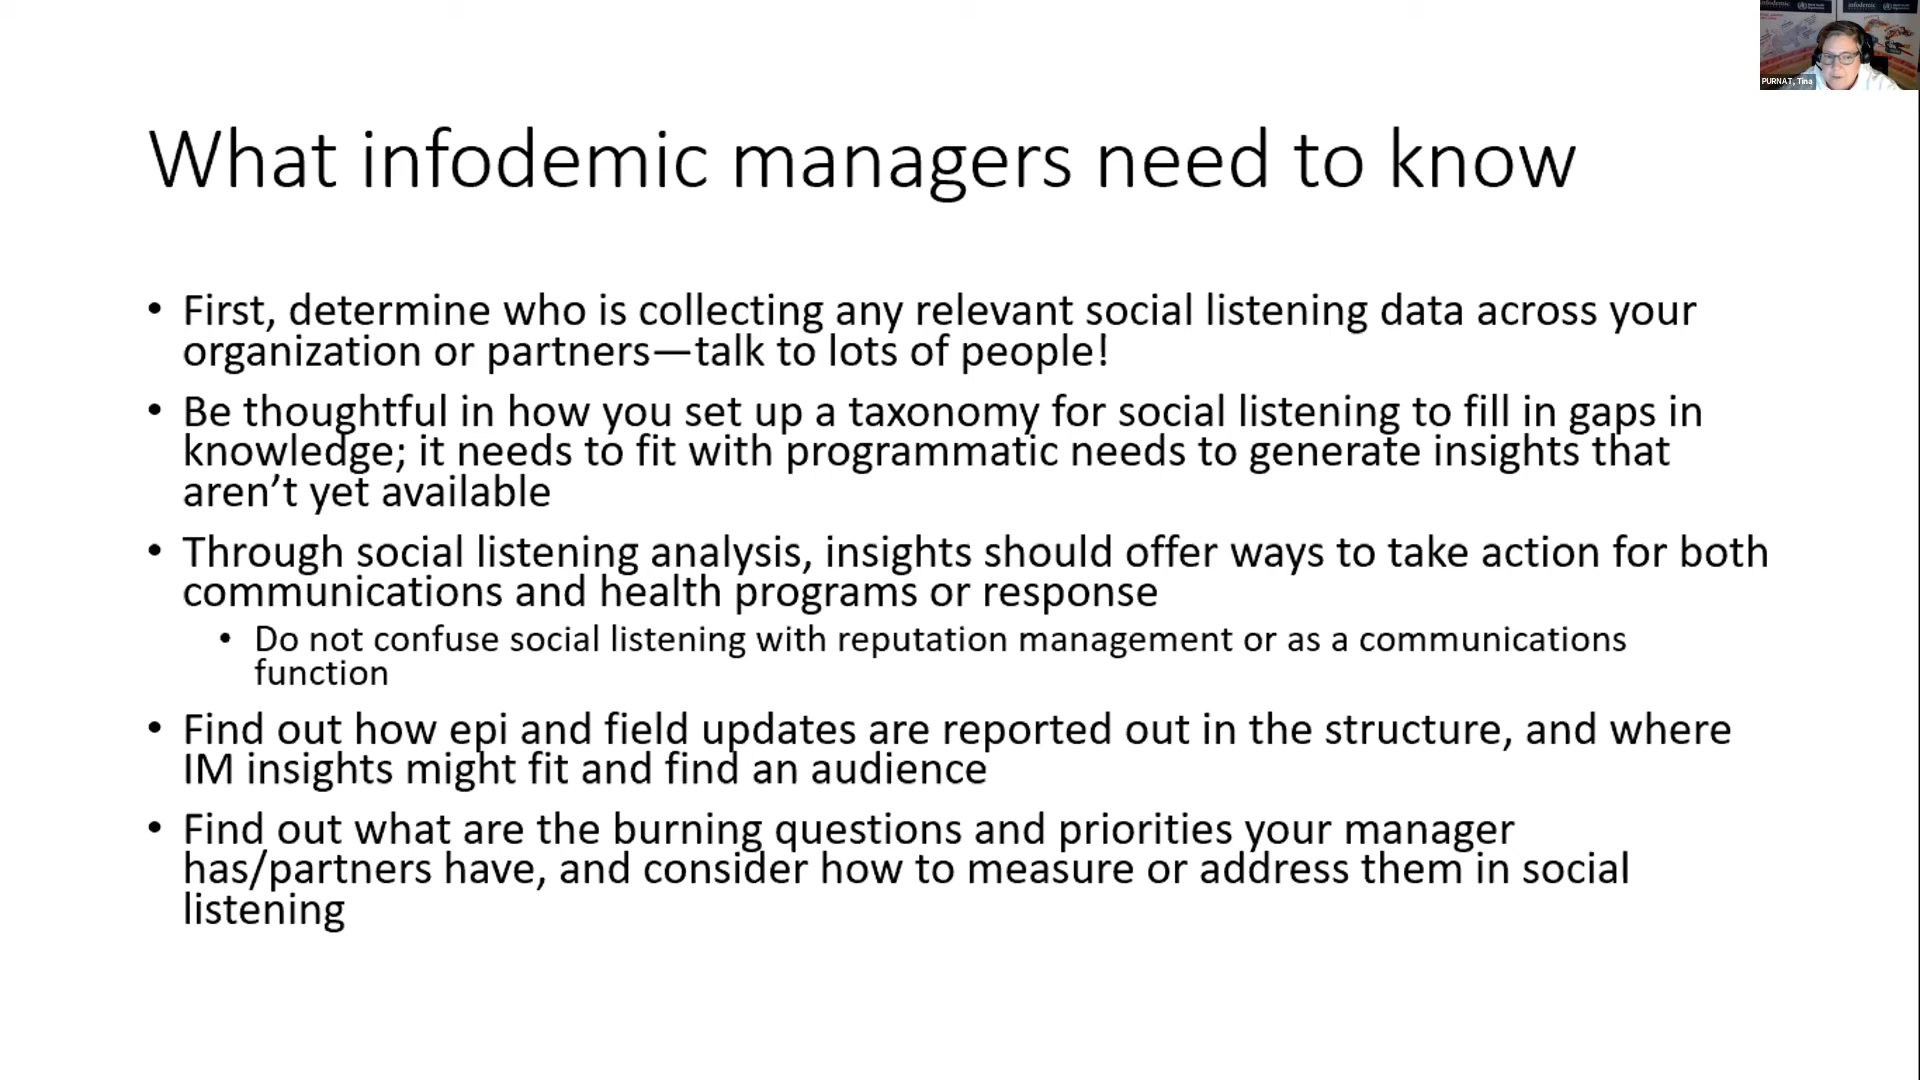 infodemic
infodemic
PURNAT, Tina
What infodemic managers need to know
• First, determine who is collecting any relevant social listening data across your
organization or partners—talk to lots of people!
• Be thoughtful in how you set up a taxonomy for social listening to fill in gaps in
knowledge; it needs to fit with programmatic needs to generate insights that
aren’t yet available
• Through social listening analysis, insights should offer ways to take action for both
communications and health programs or response
• Do not confuse social listening with reputation management or as a communications
function
• Find out how epi and field updates are reported out in the structure, and where
IM insights might fit and find an audience
• Find out what are the burning questions and priorities your manager
has/partners have, and consider how to measure or address them in social
listening